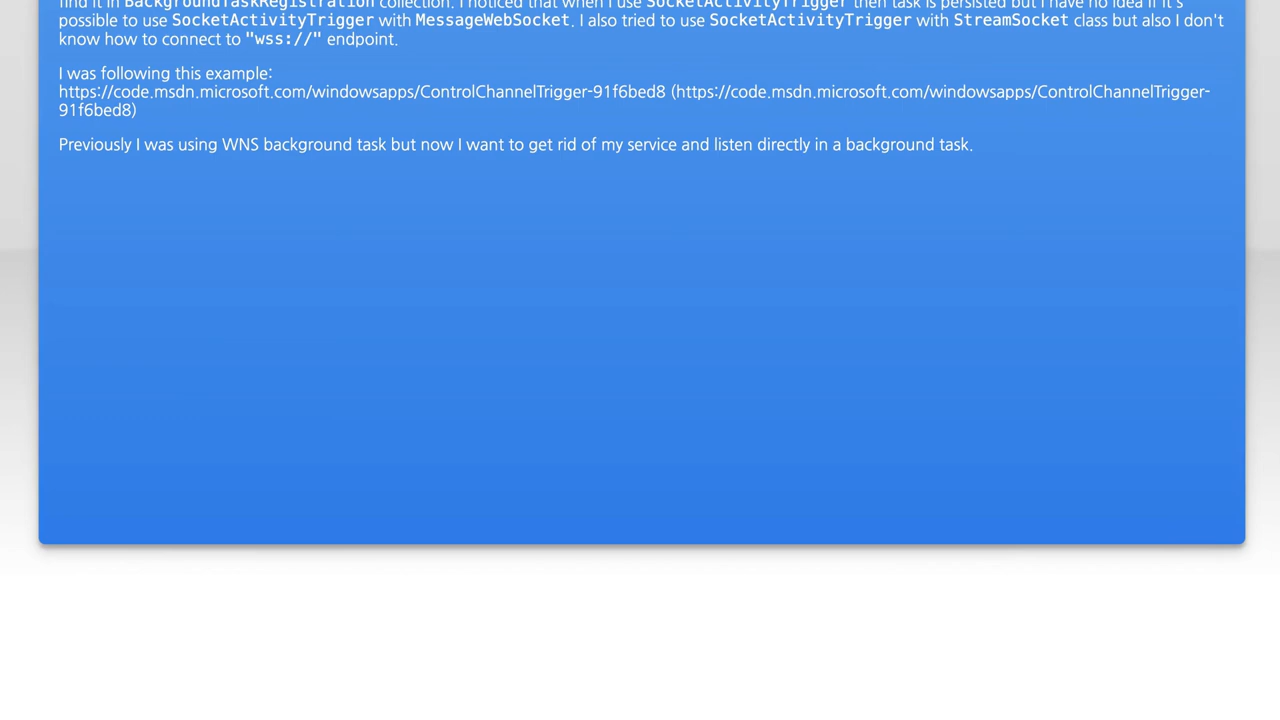 find it in BackgroundTaskRegistration collection. I noticed that when I use SocketActivityTrigger then task is persisted but I have no idea if it's
possible to use SocketActivityTrigger with MessageWebSocket. I also tried to use SocketActivityTrigger with StreamSocket class but also I don't
know how to connect to "wss://" endpoint.
I was following this example:
https://code.msdn.microsoft.com/windowsapps/ControlChannelTrigger-91f6bed8 (https://code.msdn.microsoft.com/windowsapps/ControlChannelTrigger-
91f6bed8)
Previously I was using WNS background task but now I want to get rid of my service and listen directly in a background task.